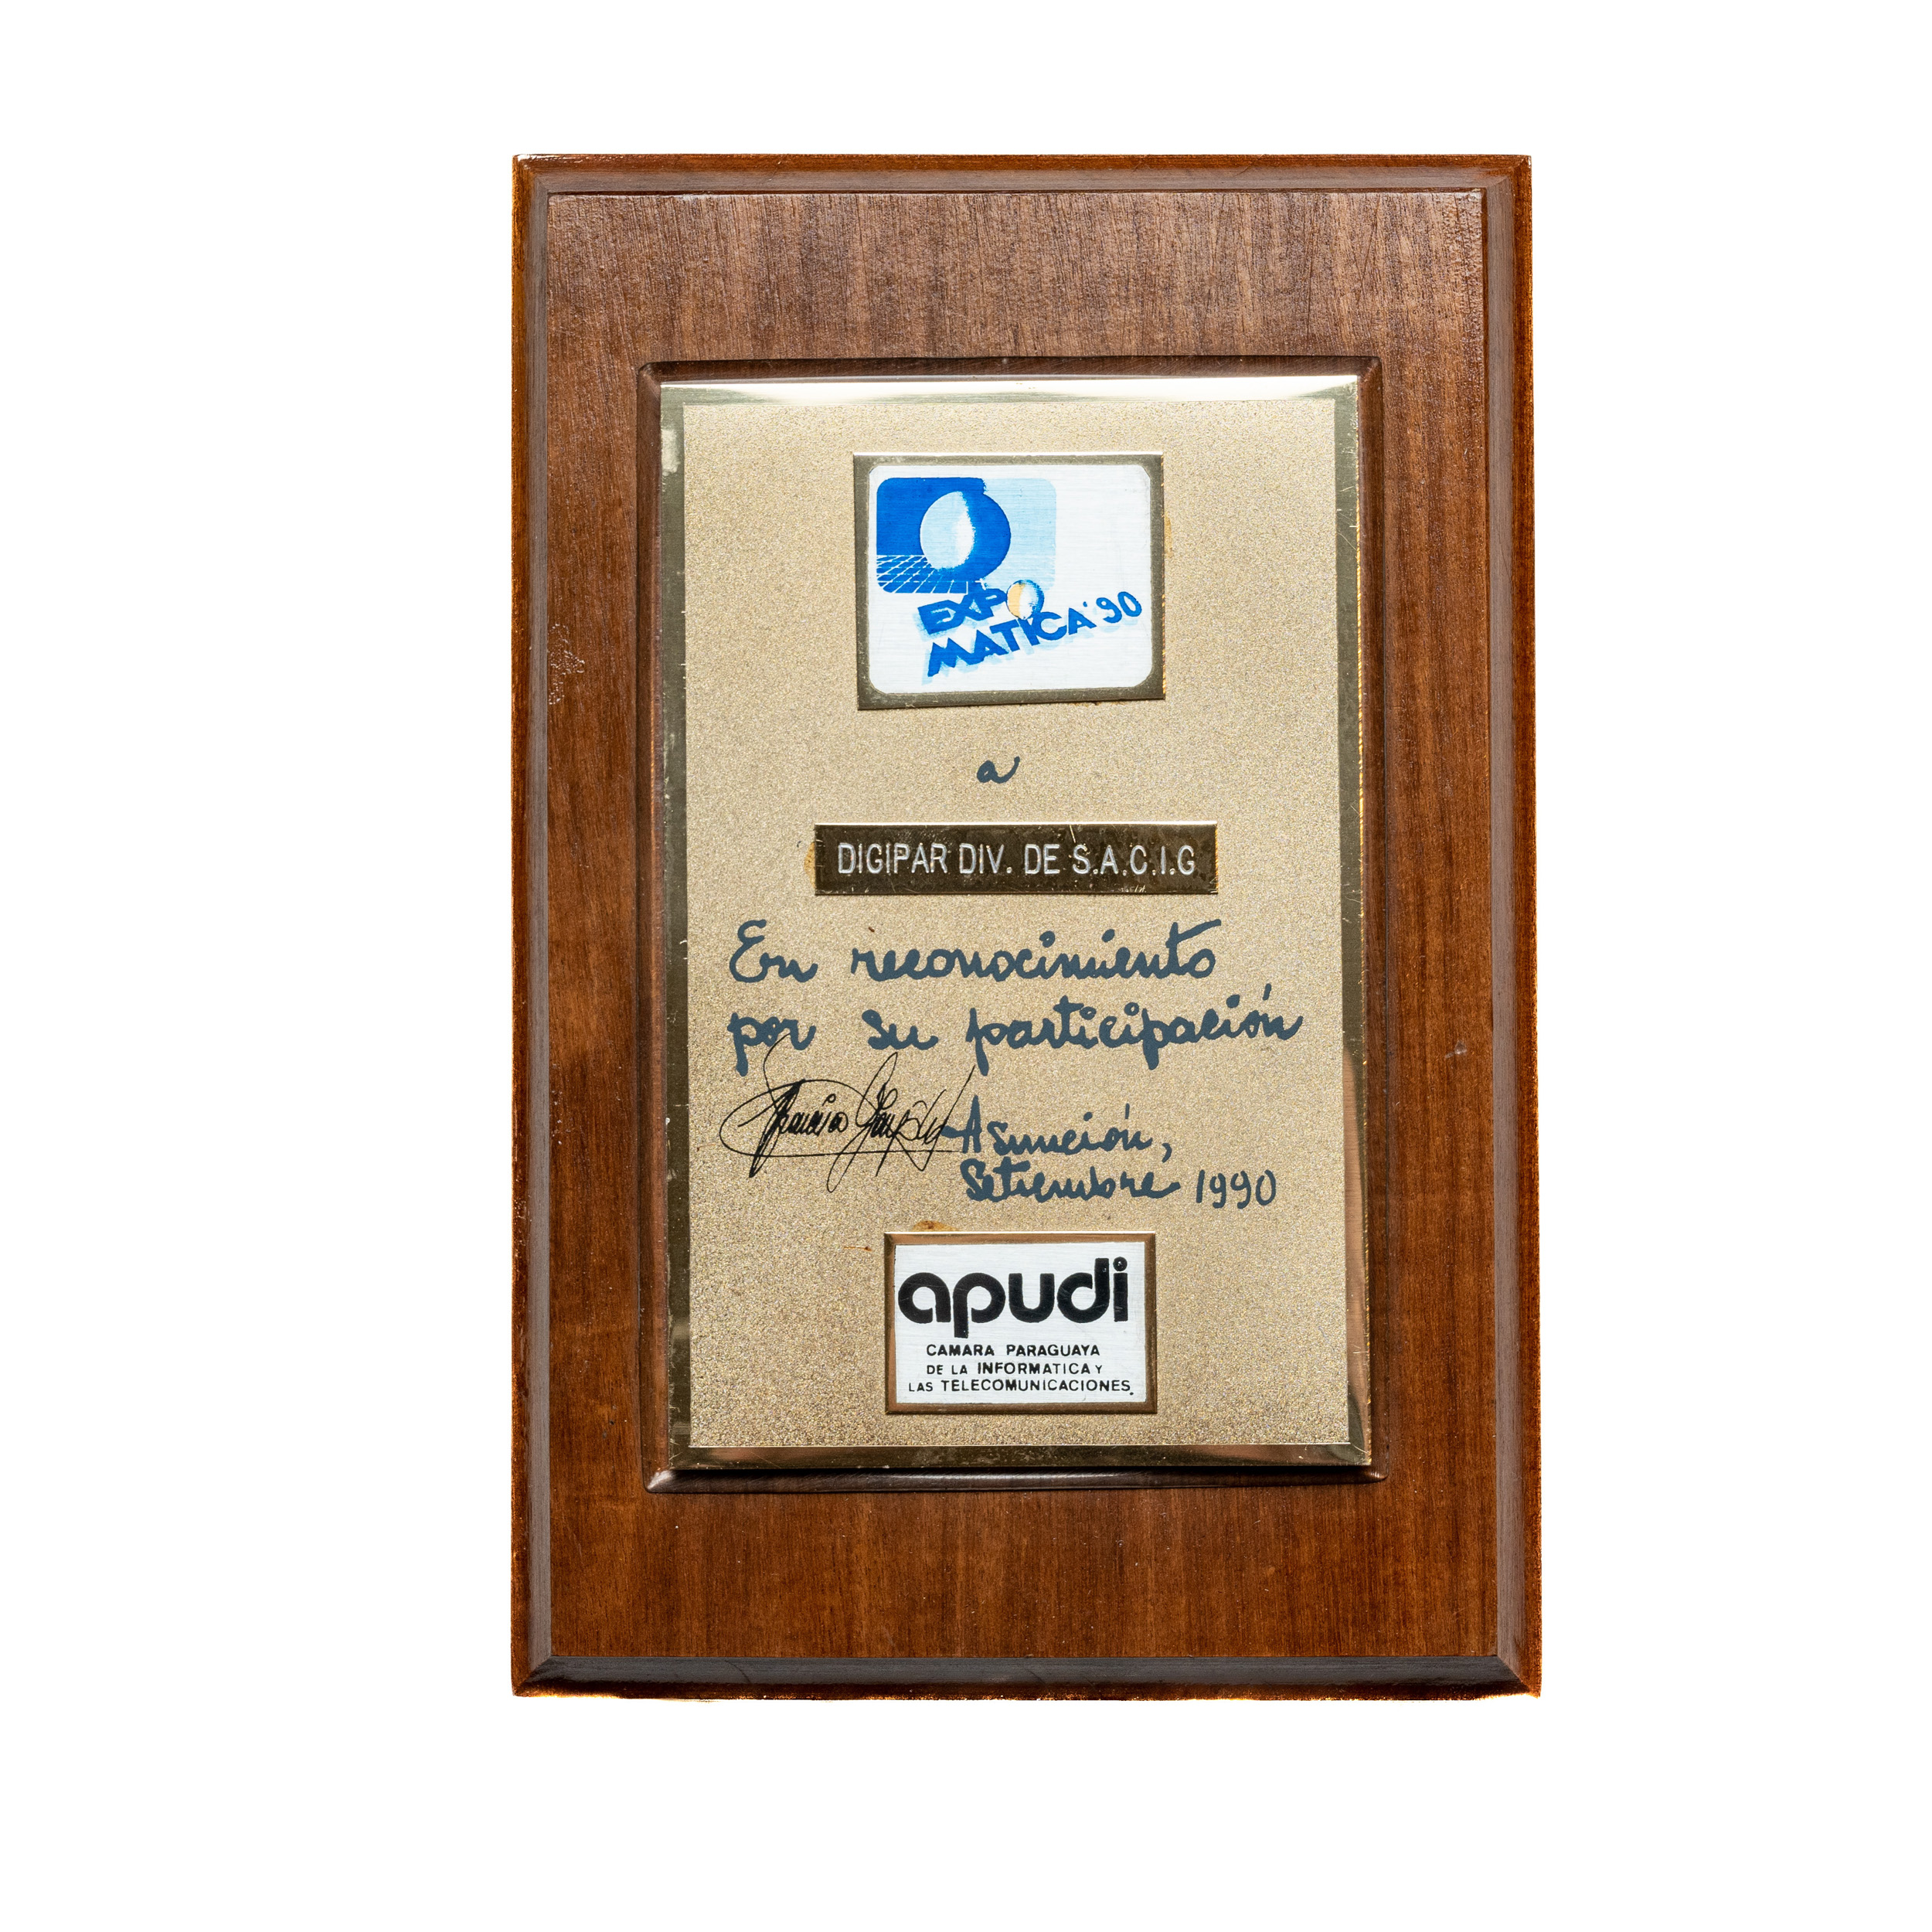 EXPO
MATICA'90
a
DIGIPAR DIV. DE S.A.C.I.G
En reconocimiento
por su participación
Asunción,
Setiembre 1990
apudi
CAMARA PARAGUAYA
DE LA INFORMATICA Y
LAS TELECOMUNICACIONES